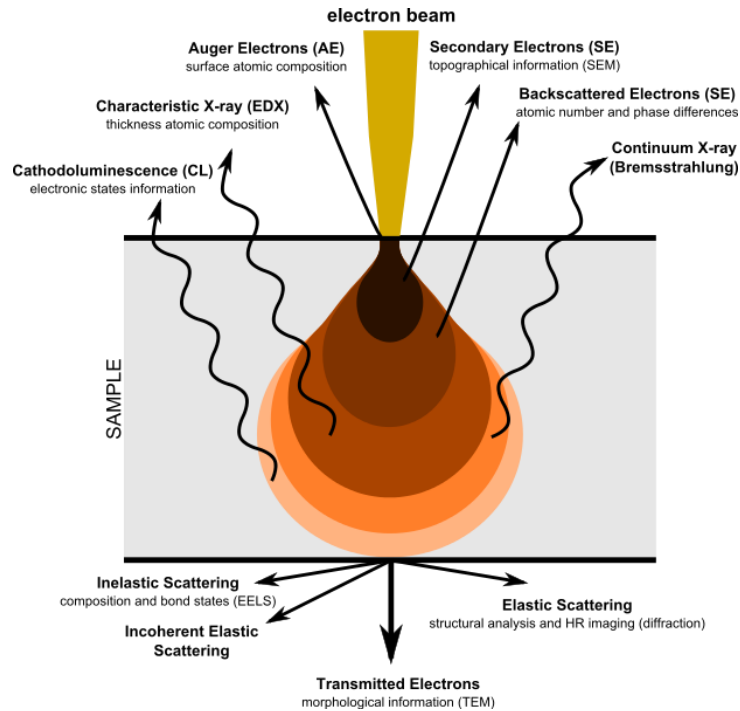 electron beam
Auger Electrons (AE)
surface atomic composition
Secondary Electrons (SE)
topographical information (SEM)
Characteristic X-ray (EDX)
thickness atomic composition
Backscattered Electrons (SE)
atomic number and phase differences
Cathodoluminescence (CL)
electronic states information
Continuum X-ray
(Bremsstrahlung)
SAMPLE
Inelastic Scattering
composition and bond states (EELS)
Incoherent Elastic
Scattering
Elastic Scattering
structural analysis and HR imaging (diffraction)
Transmitted Electrons
morphological information (TEM)